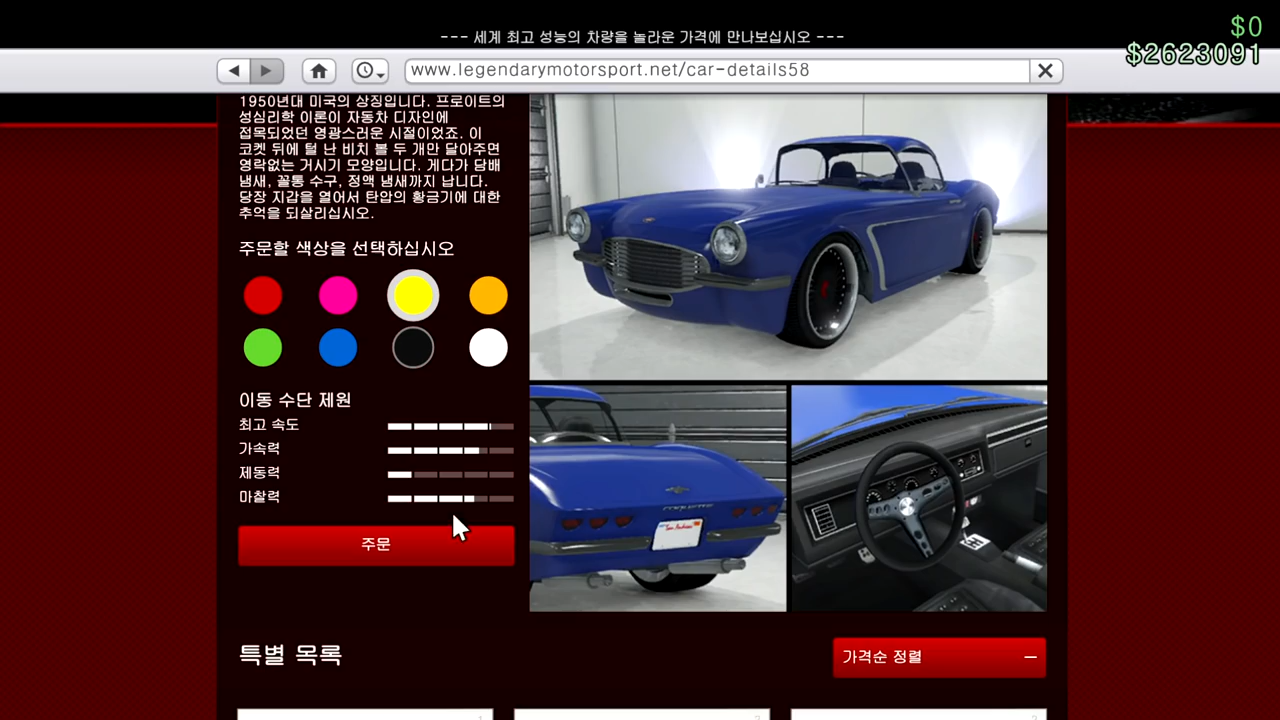 $0
--- 세계 최고 성능의 차량을 놀라운 가격에 만나보십시오 ---
$2623091
www.legendarymotorsport.net/car-details58
1950년대 미국의 상징입니다. 프로이트의
성심리학 이론이 자동차 디자인에
접목되었던 영광스러운 시절이었죠. 이
코켓 뒤에 털 난 비치 볼 두 개만 달아주면
영락없는 거시기 모양입니다. 게다가 담배
냄새, 꼴통 수구, 정액 냄새까지 납니다.
당장 지갑을 열어서 탄압의 황금기에 대한
추억을 되살리십시오.
주문할 색상을 선택하십시오
이동 수단 제원
최고 속도
가속력
제동력
마찰력
주문
COQUETTE
San Andreas
특별 목록
가격순 정렬
1
2
3